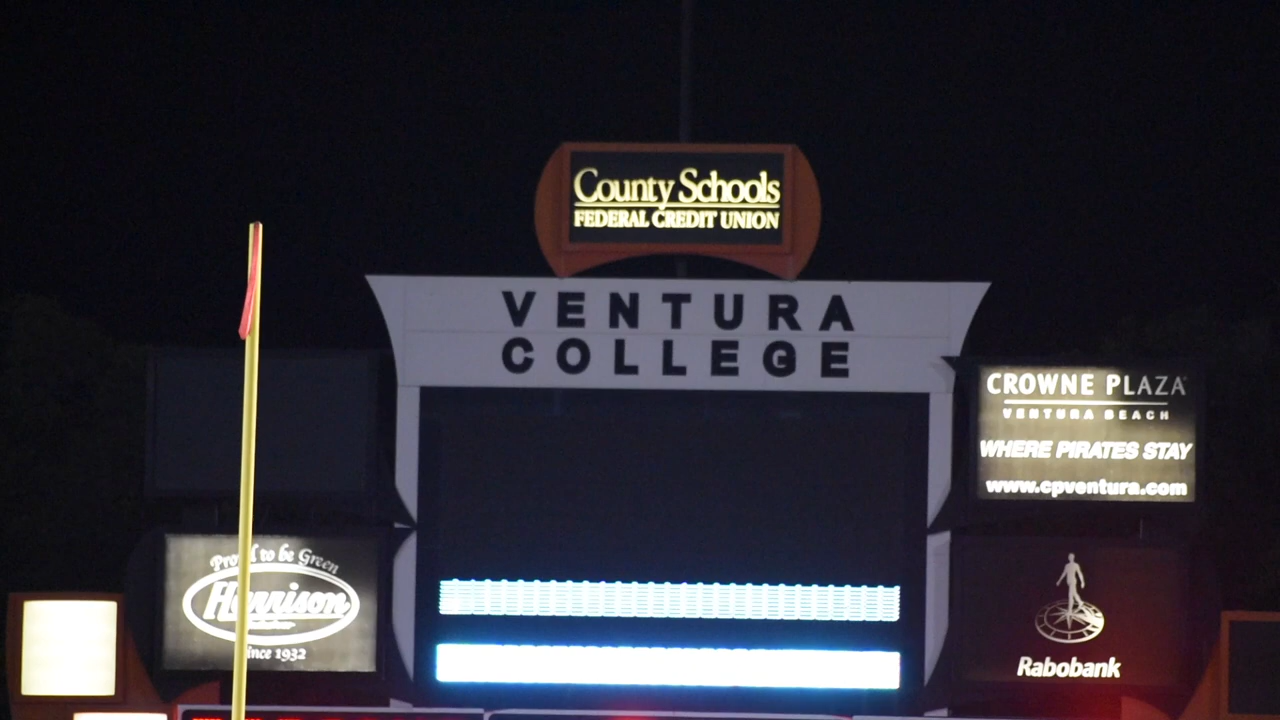 County Schools
FEDERAL CREDIT UNION
VENTURA
COLLEGE
CROWNE PLAZA
VENTURA BEACH
WHERE PIRATES STAY
www.cpventura.com
to be Green
Harrison
Since 1932
Rabobank